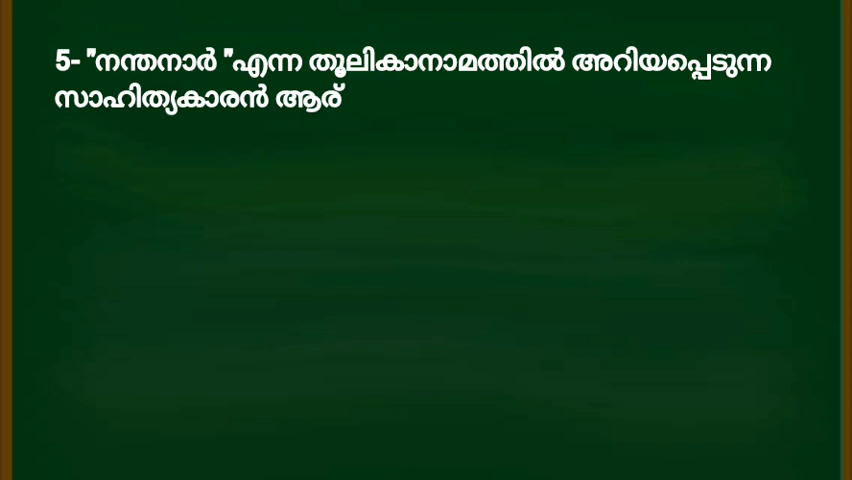 5- "നന്തനാർ "എന്ന തൂലികാനാമത്തിൽ അറിയപ്പെടുന്ന
സാഹിത്യകാരൻ ആര്